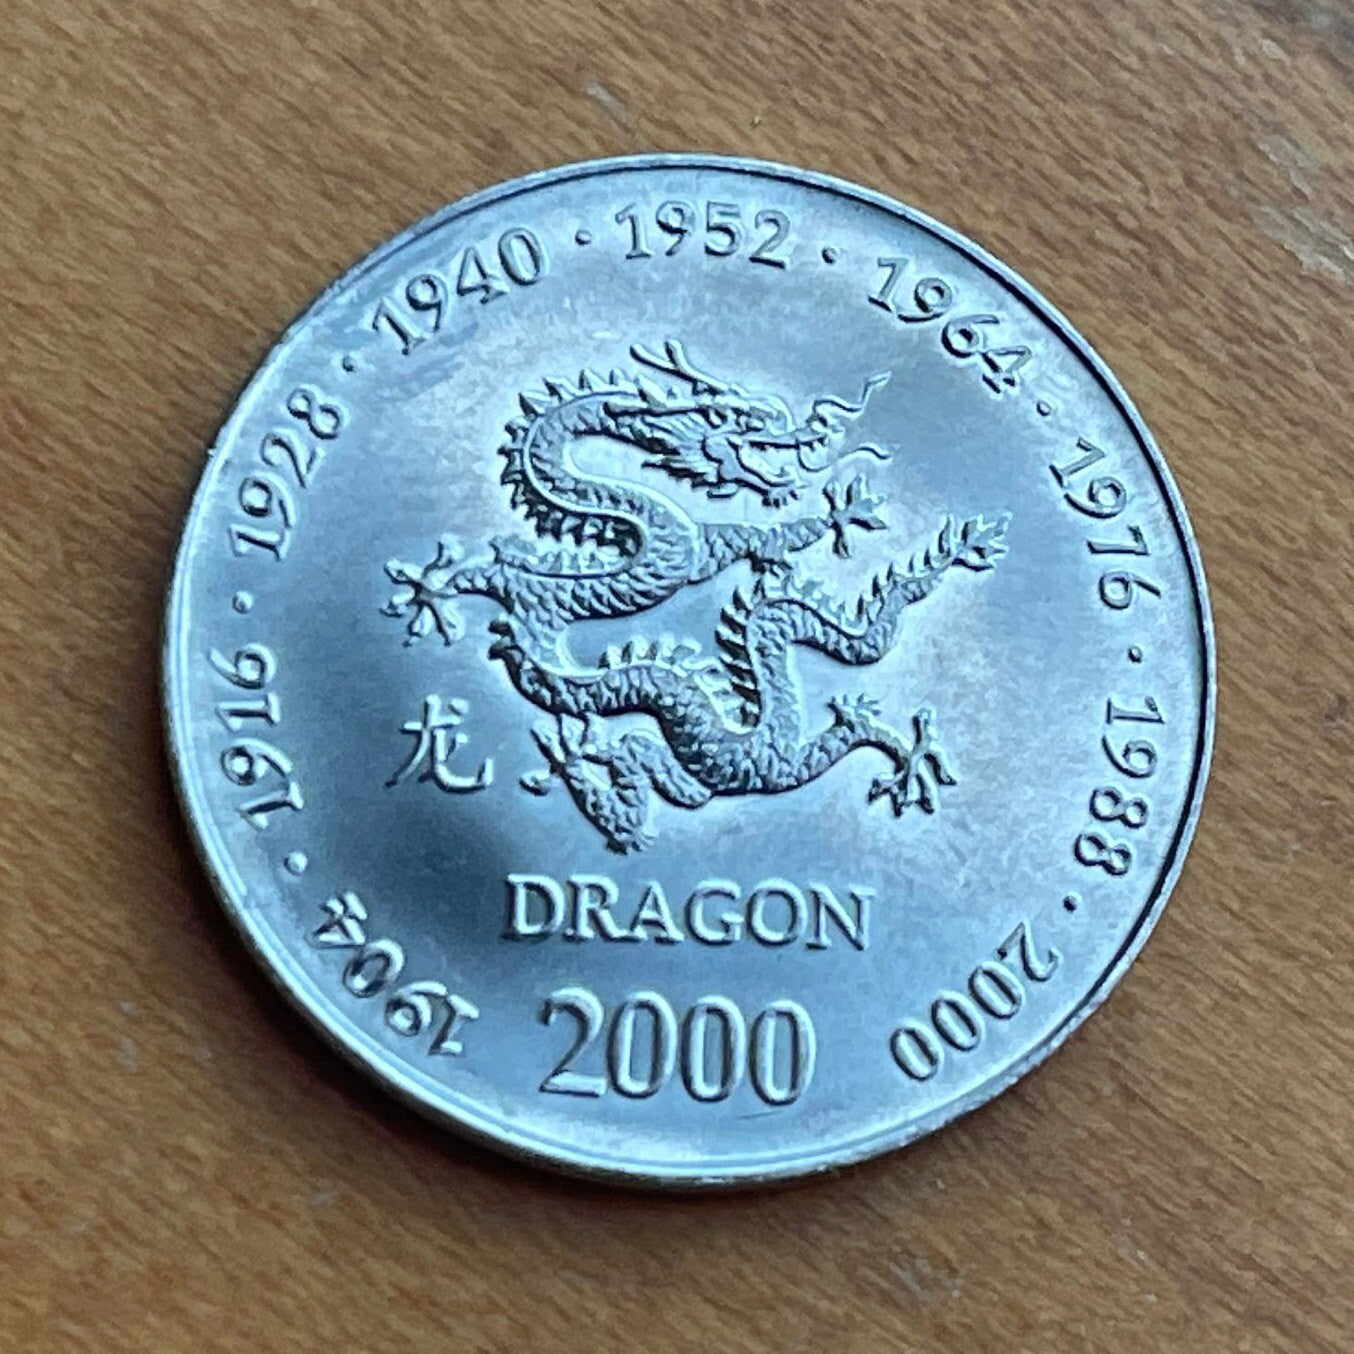 1904 · 1916 · 1928 · 1940 · 1952 · 1964 · 1976 · 1988 · 2000
龙
DRAGON
2000